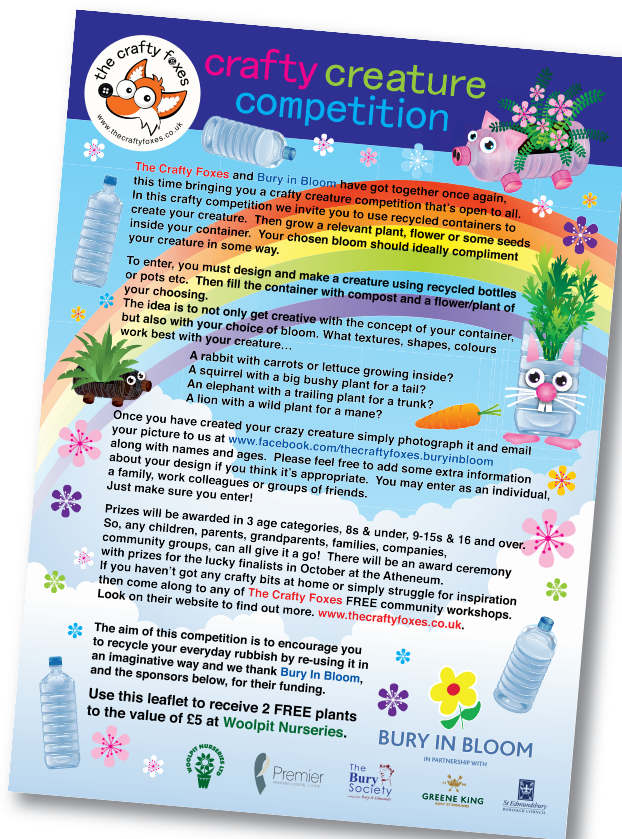 the crafty foxes
www.thecraftyfoxes.co.uk
crafty creature
competition
The Crafty Foxes and Bury in Bloom have got together once again,
this time bringing you a crafty creature competition that's open to all.
In this crafty competition we invite you to use recycled containers to
create your creature. Then grow a relevant plant, flower or some seeds
inside your container. Your chosen bloom should ideally compliment
your creature in some way.
To enter, you must design and make a creature using recycled bottles
or pots etc. Then fill the container with compost and a flower/plant of
your choosing.
The idea is to not only get creative with the concept of your container,
but also with your choice of bloom. What textures, shapes, colours
work best with your creature...
A rabbit with carrots or lettuce growing inside?
A squirrel with a big bushy plant for a tail?
An elephant with a trailing plant for a trunk?
A lion with a wild plant for a mane?
Once you have created your crazy creature simply photograph it and email
your picture to us at www.facebook.com/thecraftyfoxes.buryinbloom
along with names and ages. Please feel free to add some extra information
about your design if you think it's appropriate. You may enter as an individual,
a family, work colleagues or groups of friends.
Just make sure you enter!
Prizes will be awarded in 3 age categories, 8s & under, 9-15s & 16 and over.
So, any children, parents, grandparents, families, companies,
community groups, can all give it a go! There will be an award ceremony
with prizes for the lucky finalists in October at the Atheneum.
If you haven't got any crafty bits at home or simply struggle for inspiration
then come along to any of The Crafty Foxes FREE community workshops.
Look on their website to find out more. www.thecraftyfoxes.co.uk.
The aim of this competition is to encourage you
to recycle your everyday rubbish by re-using it in
an imaginative way and we thank Bury In Bloom,
and the sponsors below, for their funding.
Use this leaflet to receive 2 FREE plants
to the value of £5 at Woolpit Nurseries.
BURY IN BLOOM
IN PARTNERSHIP WITH
WOOLPIT NURSERIES LTD
Premier
The
Bury
Society
GREENE KING
BURY ST EDMUNDS
St Edmundsbury
BOROUGH COUNCIL